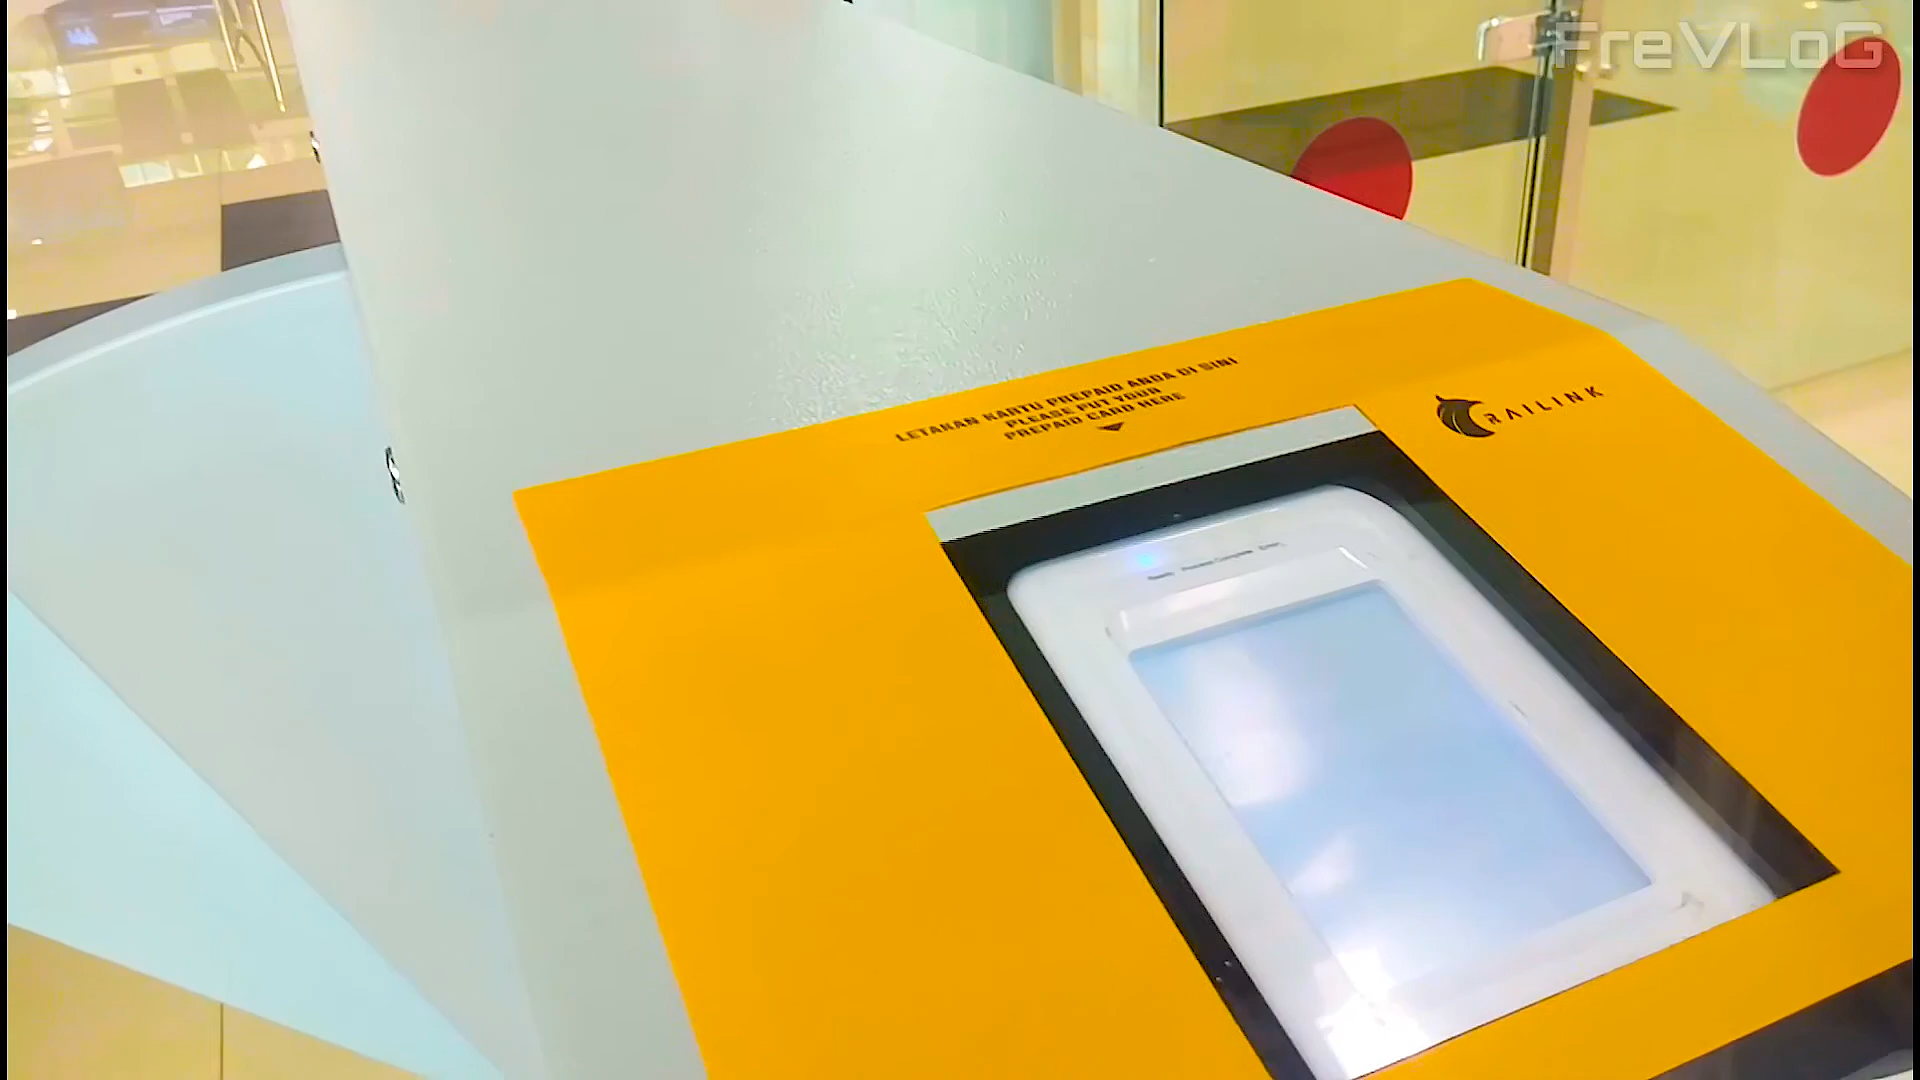 FreVLoG
LETAKAN KARTU PREPAID ANDA DI SINI
PLEASE PUT YOUR
PREPAID CARD HERE
RAILINK